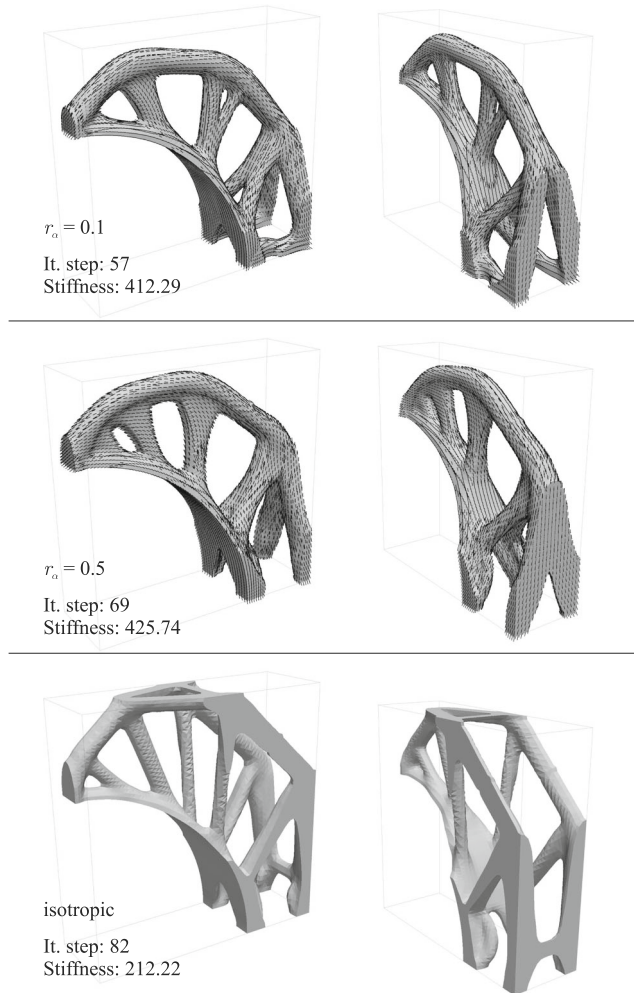 r_α = 0.1
It. step: 57
Stiffness: 412.29
r_α = 0.5
It. step: 69
Stiffness: 425.74
isotropic
It. step: 82
Stiffness: 212.22